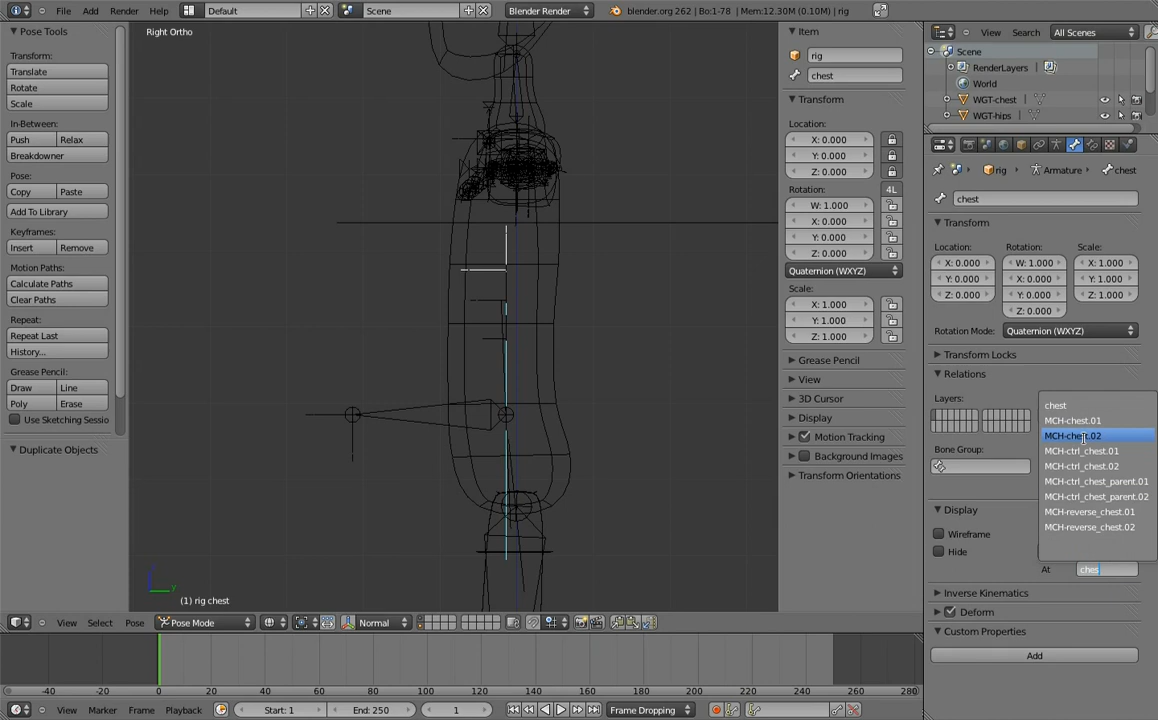 File Add Render Help Default Scene Blender Render blender.org 262 | Bo:1-78 | Mem:12.30M (0.10M) | rig
Pose Tools
Transform:
Translate
Rotate
Scale
In-Between:
Push Relax
Breakdowner
Pose:
Copy Paste
Add To Library
Keyframes:
Insert Remove
Motion Paths:
Calculate Paths
Clear Paths
Repeat:
Repeat Last
History...
Grease Pencil:
Draw Line
Poly Erase
Use Sketching Sessio
Duplicate Objects
Right Ortho
(1) rig chest
View Select Pose Pose Mode Normal
Item
rig
chest
Transform
Location:
X: 0.000
Y: 0.000
Z: 0.000
Rotation:
4L
W: 1.000
X: 0.000
Y: 0.000
Z: 0.000
Quaternion (WXYZ)
Scale:
X: 1.000
Y: 1.000
Z: 1.000
Grease Pencil
View
3D Cursor
Display
Motion Tracking
Background Images
Transform Orientations
View Search All Scenes
Scene
RenderLayers
World
WGT-chest
WGT-hips
rig Armature chest
chest
Transform
Location: Rotation: Scale:
X: 0.000 W: 1.000 X: 1.000
Y: 0.000 X: 0.000 Y: 1.000
Z: 0.000 Y: 0.000 Z: 1.000
Z: 0.000
Rotation Mode: Quaternion (WXYZ)
Transform Locks
Relations
Layers:
Bone Group:
chest
MCH-chest.01
MCH-chest.02
MCH-ctrl_chest.01
MCH-ctrl_chest.02
MCH-ctrl_chest_parent.01
MCH-ctrl_chest_parent.02
MCH-reverse_chest.01
MCH-reverse_chest.02
Display
Wireframe
Hide
At ches
Inverse Kinematics
Deform
Custom Properties
Add
-40 -20 0 20 40 60 80 100 120 140 160 180 200 220 240 260 280
View Marker Frame Playback Start: 1 End: 250 1 Frame Dropping